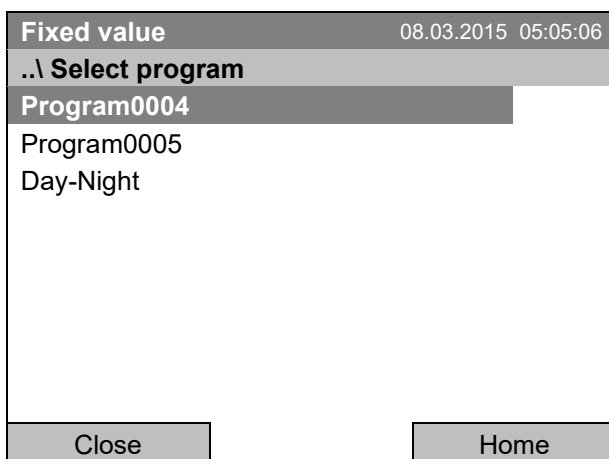 Fixed value 08.03.2015 05:05:06
..\ Select program
Program0004
Program0005
Day-Night
Close Home